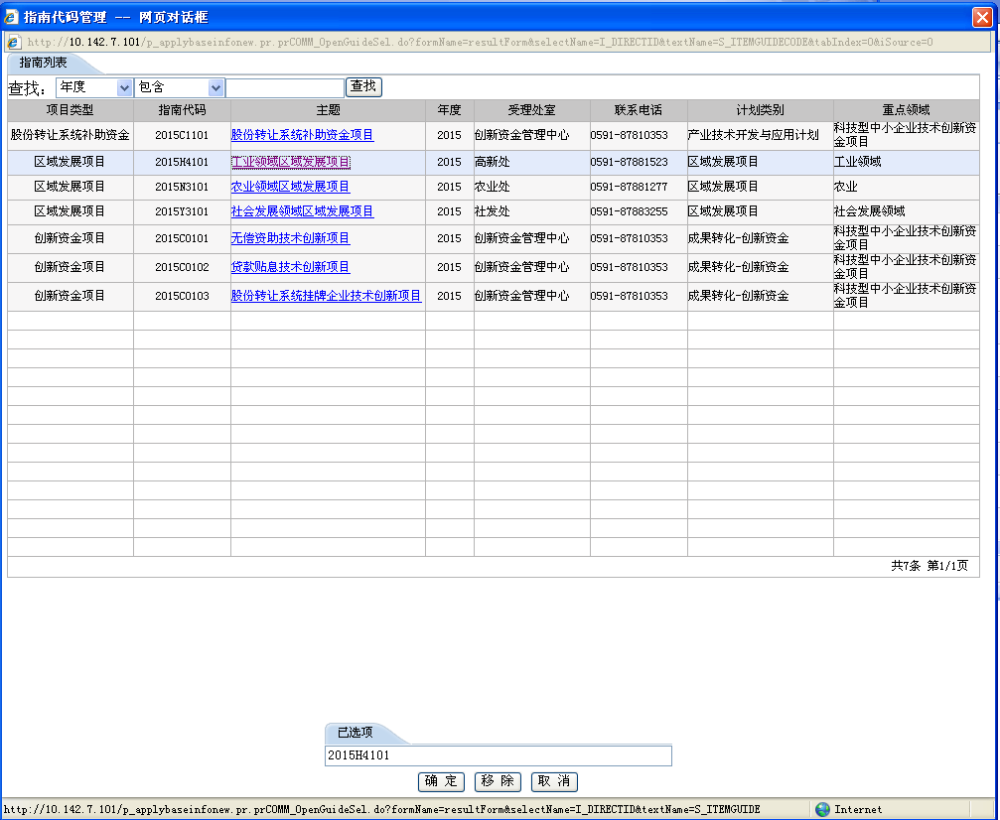 指南代码管理 -- 网页对话框
http://10.142.7.101/p_applybaseinfonew.pr.prCOMM_OpenGuideSel.do?formName=resultForm&selectName=I_DIRECTID&textName=S_ITEMGUIDECODE&tabIndex=0&iSource=0
指南列表
查找： 年度 包含 查找
项目类型 指南代码 主题 年度 受理处室 联系电话 计划类别 重点领域
股份转让系统补助资金 2015C1101 股份转让系统补助资金项目 2015 创新资金管理中心 0591-87810353 产业技术开发与应用计划 科技型中小企业技术创新资金项目
区域发展项目 2015H4101 工业领域区域发展项目 2015 高新处 0591-87881523 区域发展项目 工业领域
区域发展项目 2015N3101 农业领域区域发展项目 2015 农业处 0591-87881277 区域发展项目 农业
区域发展项目 2015Y3101 社会发展领域区域发展项目 2015 社发处 0591-87883255 区域发展项目 社会发展领域
创新资金项目 2015C0101 无偿资助技术创新项目 2015 创新资金管理中心 0591-87810353 成果转化-创新资金 科技型中小企业技术创新资金项目
创新资金项目 2015C0102 贷款贴息技术创新项目 2015 创新资金管理中心 0591-87810353 成果转化-创新资金 科技型中小企业技术创新资金项目
创新资金项目 2015C0103 股份转让系统挂牌企业技术创新项目 2015 创新资金管理中心 0591-87810353 成果转化-创新资金 科技型中小企业技术创新资金项目
共7条 第1/1页
已选项
2015H4101
确 定 移 除 取 消
http://10.142.7.101/p_applybaseinfonew.pr.prCOMM_OpenGuideSel.do?formName=resultForm&selectName=I_DIRECTID&textName=S_ITEMGUIDE Internet